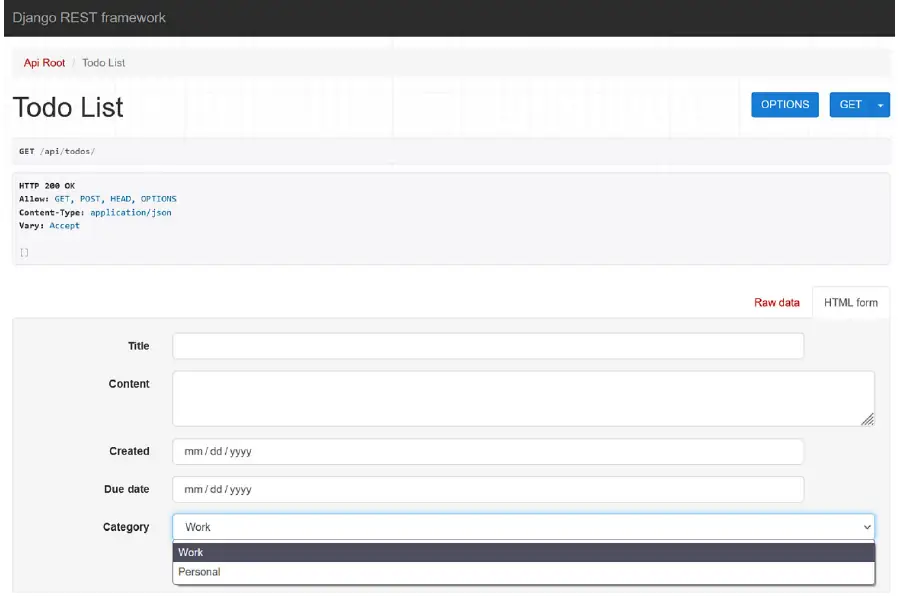 Django REST framework
Api Root / Todo List
Todo List
OPTIONS
GET
GET /api/todos/
HTTP 200 OK
Allow: GET, POST, HEAD, OPTIONS
Content-Type: application/json
Vary: Accept
[]
Raw data
HTML form
Title
Content
Created
mm / dd / yyyy
Due date
mm / dd / yyyy
Category
Work
Work
Personal